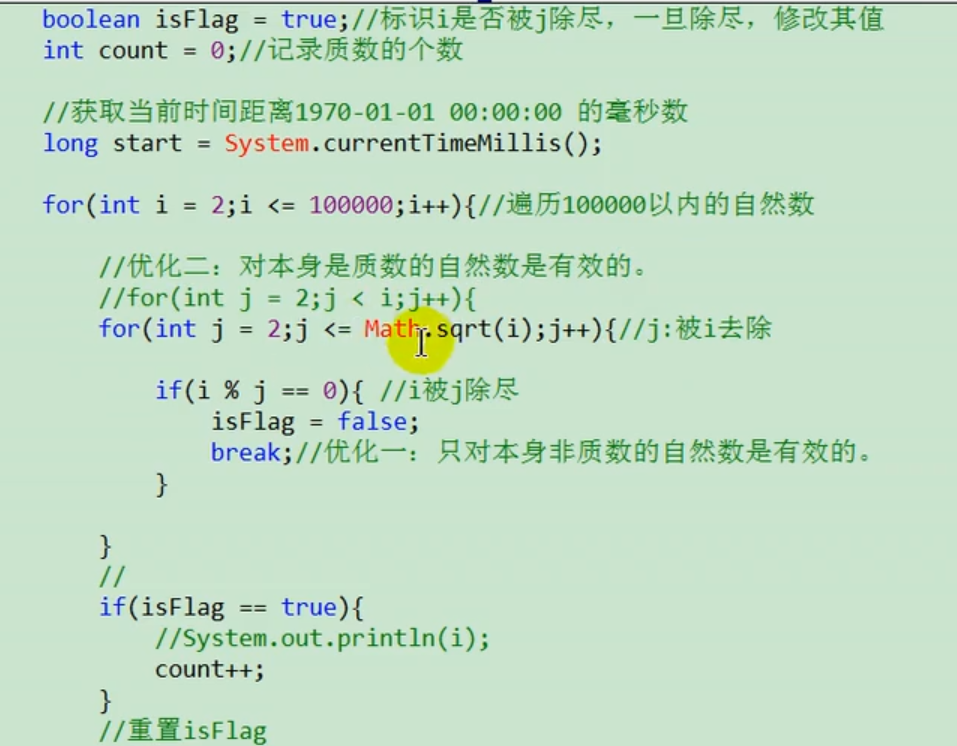 boolean isFlag = true;//标识i是否被j除尽，一旦除尽，修改其值
int count = 0;//记录质数的个数
//获取当前时间距离1970-01-01 00:00:00 的毫秒数
long start = System.currentTimeMillis();
for(int i = 2;i <= 100000;i++){//遍历100000以内的自然数
//优化二：对本身是质数的自然数是有效的。
//for(int j = 2;j < i;j++){
for(int j = 2;j <= Math.sqrt(i);j++){//j:被i去除
if(i % j == 0){ //i被j除尽
isFlag = false;
break;//优化一：只对本身非质数的自然数是有效的。
}
}
//
if(isFlag == true){
//System.out.println(i);
count++;
}
//重置isFlag